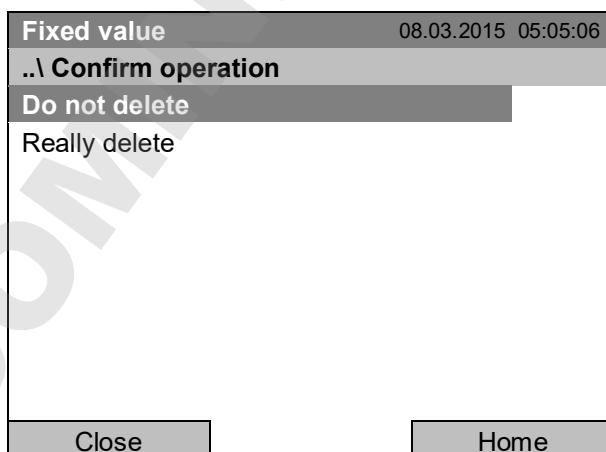 Fixed value 08.03.2015 05:05:06
..\ Confirm operation
Do not delete
Really delete
Close Home